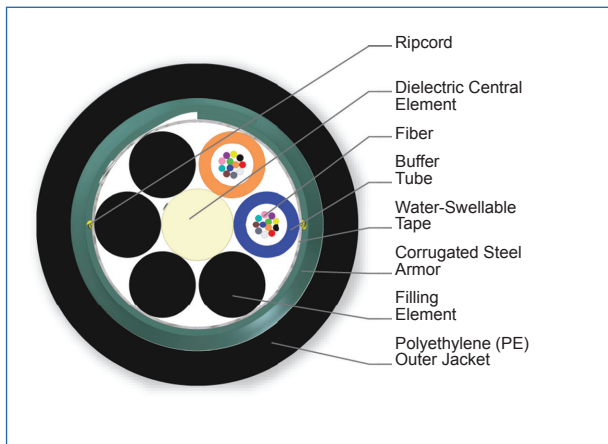 Ripcord
Dielectric Central
Element
Fiber
Buffer
Tube
Water-Swellable
Tape
Corrugated Steel
Armor
Filling
Element
Polyethylene (PE)
Outer Jacket